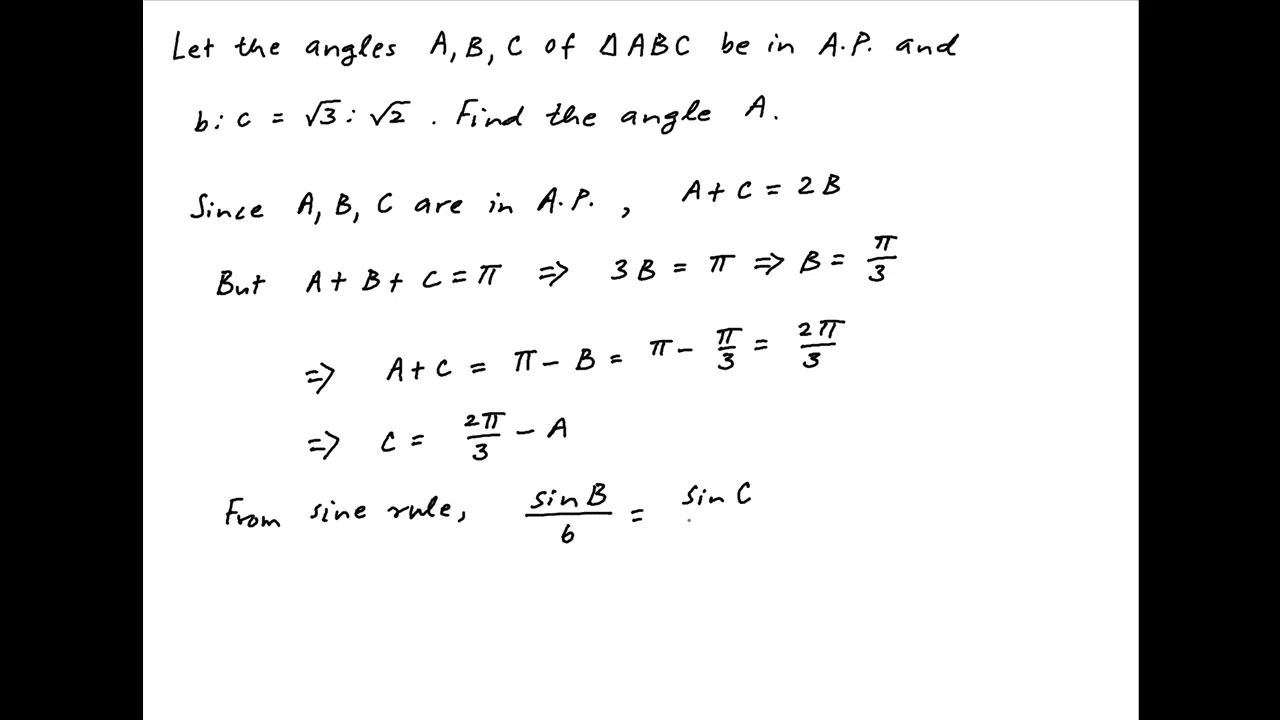 Let the angles A, B, C of ΔABC be in A.P. and
b : c = √3 : √2 . Find the angle A.
Since A, B, C are in A.P. , A + C = 2B
But A + B + C = π ⇒ 3B = π ⇒ B = π/3
⇒ A + C = π − B = π − π/3 = 2π/3
⇒ C = 2π/3 − A
From sine rule, sin B/b = sin C